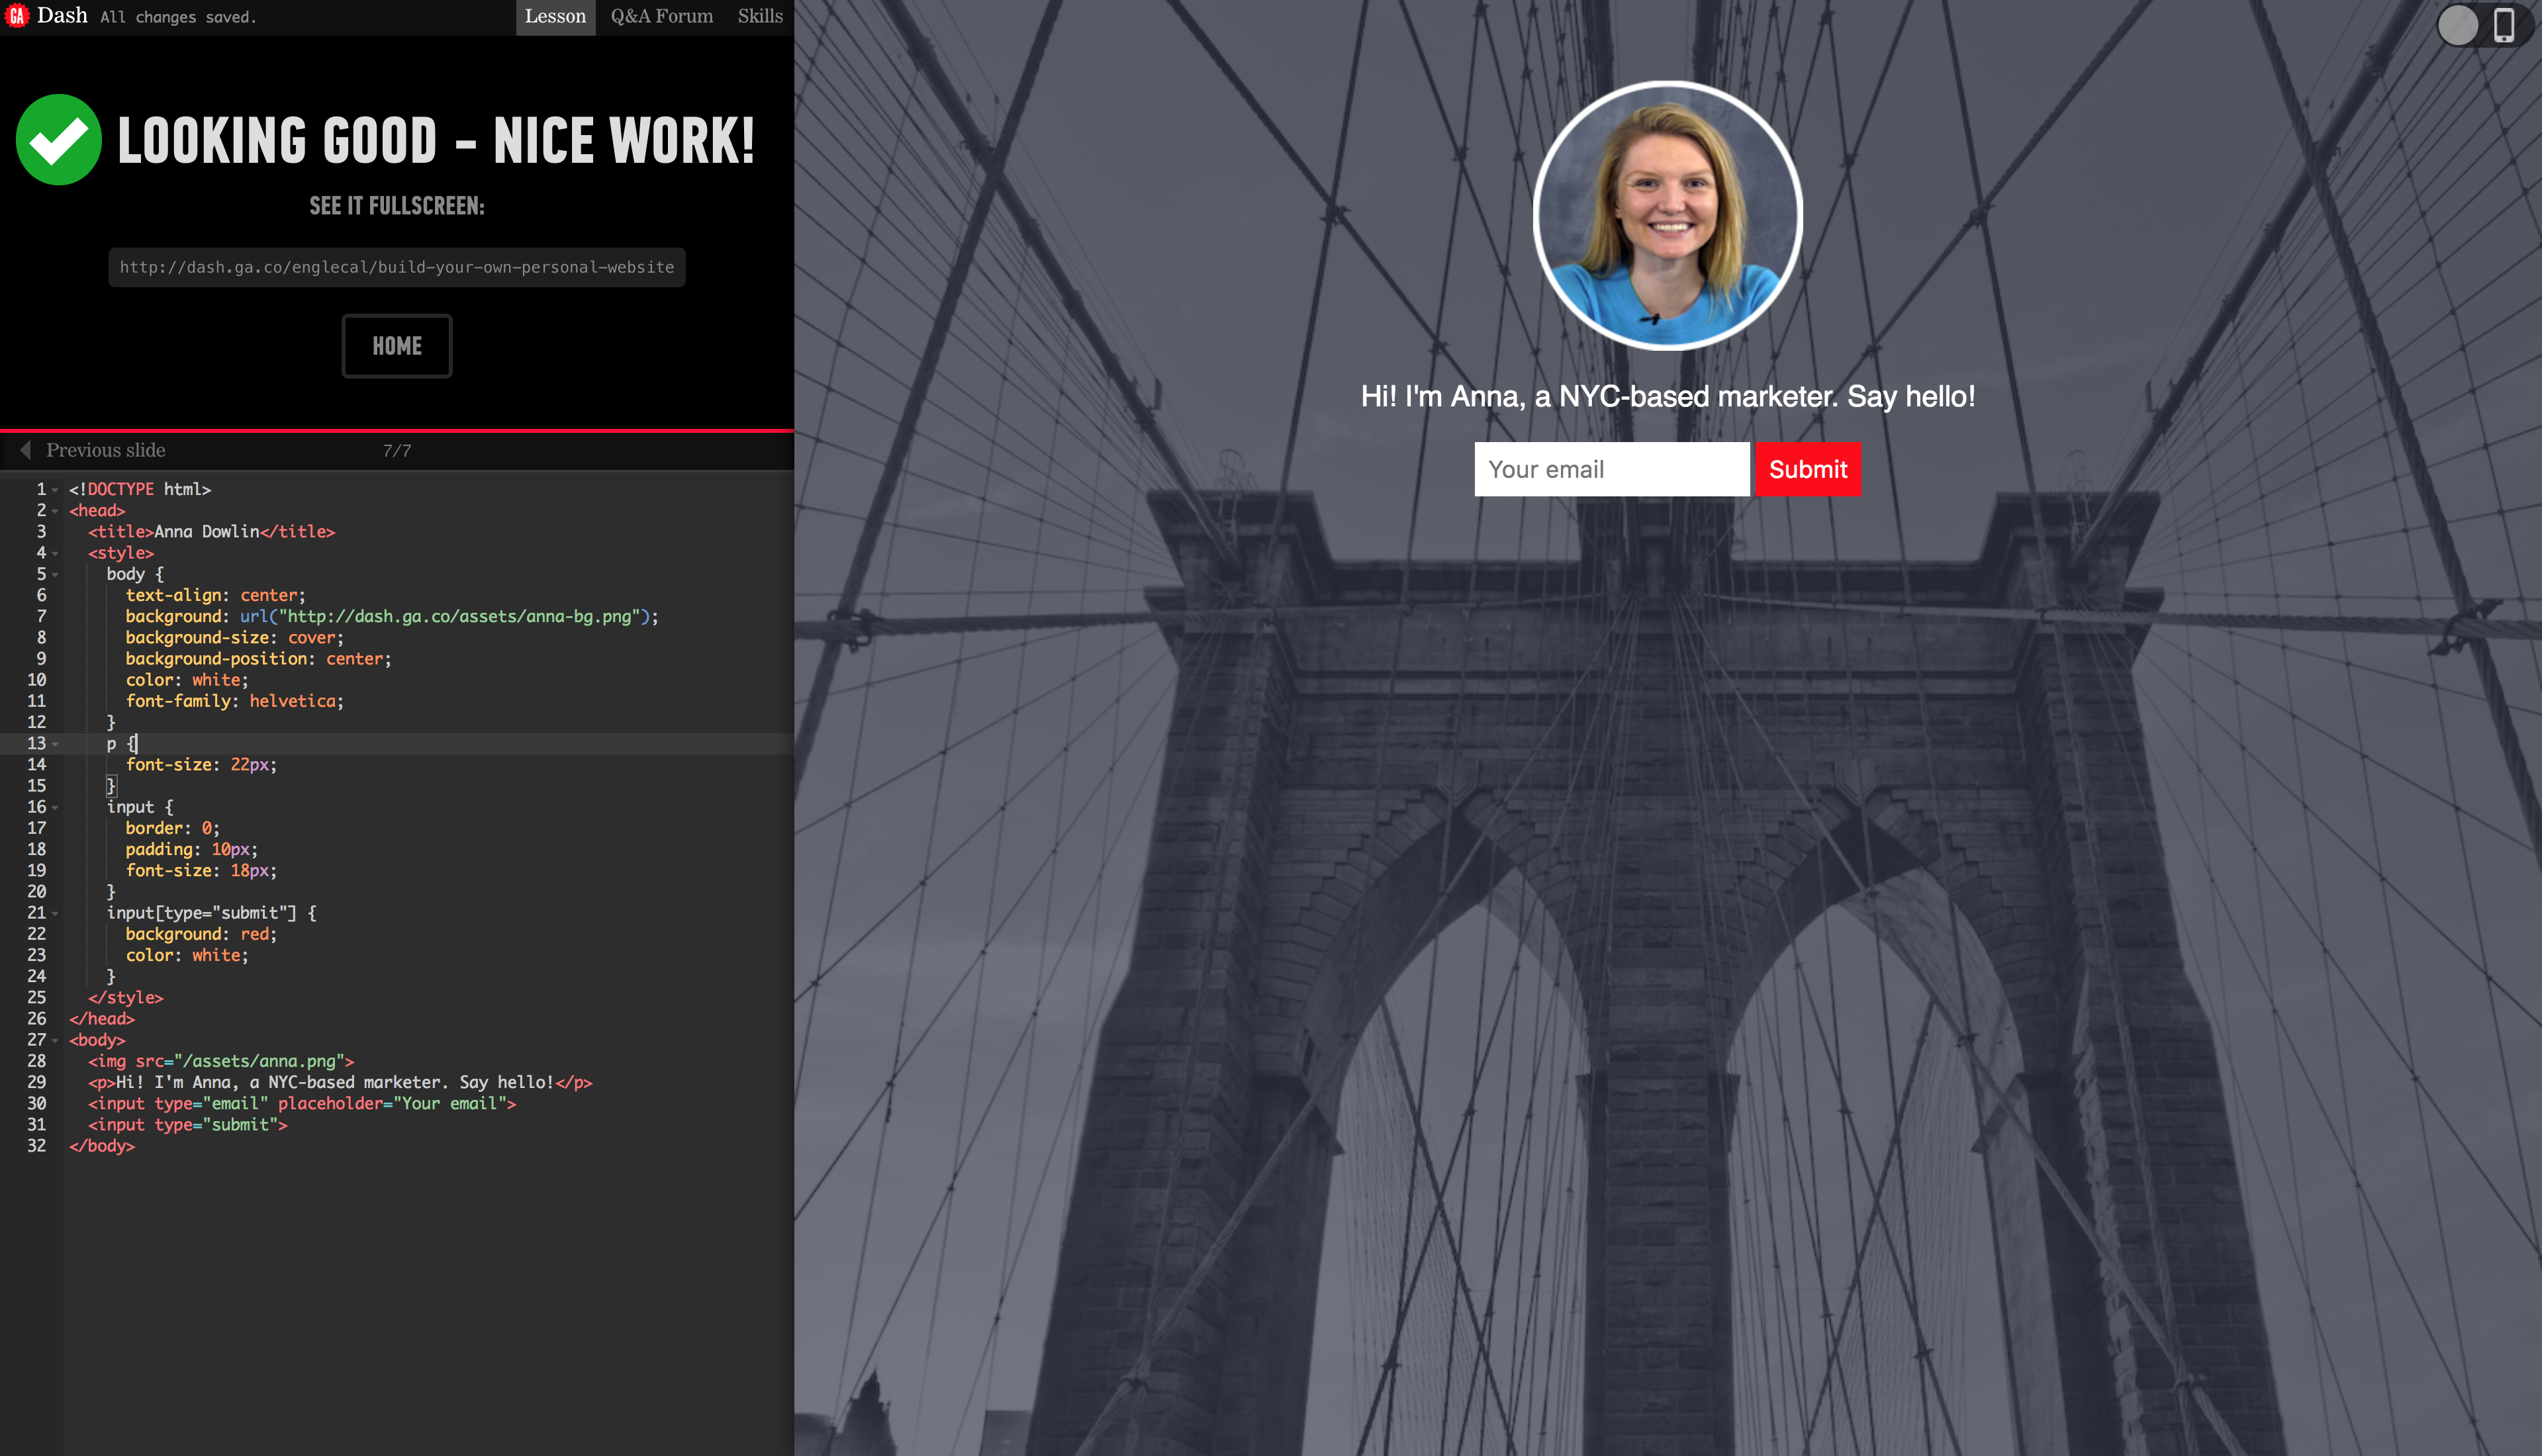 GA Dash All changes saved. Lesson Q&A Forum Skills
LOOKING GOOD - NICE WORK!
SEE IT FULLSCREEN:
http://dash.ga.co/englecal/build-your-own-personal-website
HOME
Previous slide 7/7
1 <!DOCTYPE html>
2 <head>
3 <title>Anna Dowlin</title>
4 <style>
5 body {
6 text-align: center;
7 background: url("http://dash.ga.co/assets/anna-bg.png");
8 background-size: cover;
9 background-position: center;
10 color: white;
11 font-family: helvetica;
12 }
13 p {
14 font-size: 22px;
15 }
16 input {
17 border: 0;
18 padding: 10px;
19 font-size: 18px;
20 }
21 input[type="submit"] {
22 background: red;
23 color: white;
24 }
25 </style>
26 </head>
27 <body>
28 <img src="/assets/anna.png">
29 <p>Hi! I'm Anna, a NYC-based marketer. Say hello!</p>
30 <input type="email" placeholder="Your email">
31 <input type="submit">
32 </body>
Hi! I'm Anna, a NYC-based marketer. Say hello!
Your email Submit